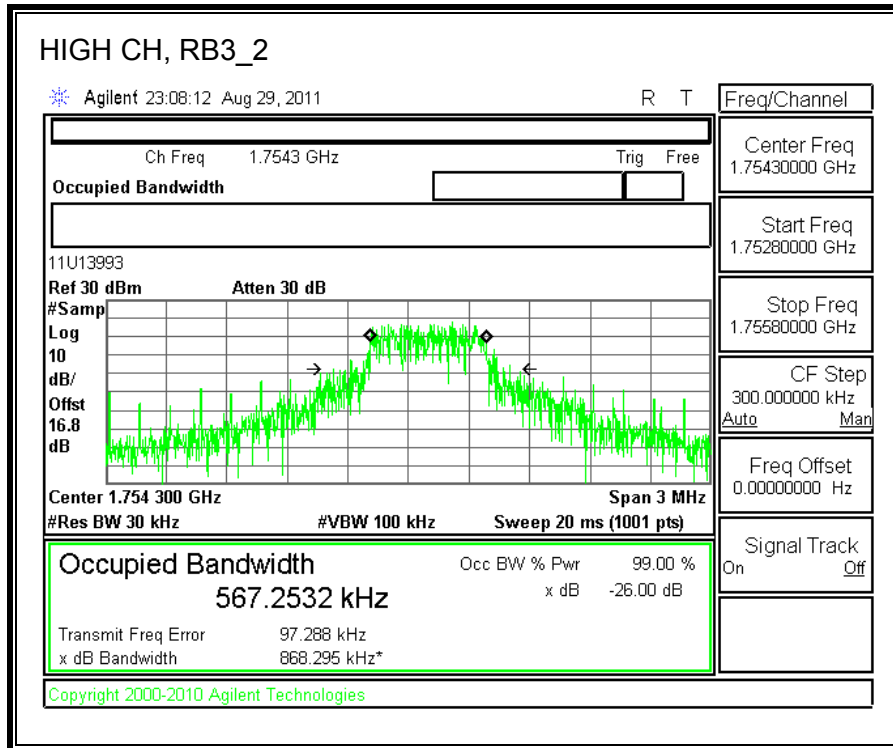 HIGH CH, RB3_2
Agilent 23:08:12 Aug 29, 2011 R T
Freq/Channel
Ch Freq 1.7543 GHz Trig Free
Occupied Bandwidth
Center Freq
1.75430000 GHz
Start Freq
1.75280000 GHz
Stop Freq
1.75580000 GHz
CF Step
300.000000 kHz
Auto Man
Freq Offset
0.00000000 Hz
Signal Track
On Off
11U13993
Ref 30 dBm Atten 30 dB
#Samp
Log
10
dB/
Offst
16.8
dB
Center 1.754 300 GHz Span 3 MHz
#Res BW 30 kHz #VBW 100 kHz Sweep 20 ms (1001 pts)
Occupied Bandwidth
567.2532 kHz
Occ BW % Pwr 99.00 %
x dB -26.00 dB
Transmit Freq Error 97.288 kHz
x dB Bandwidth 868.295 kHz*
Copyright 2000-2010 Agilent Technologies